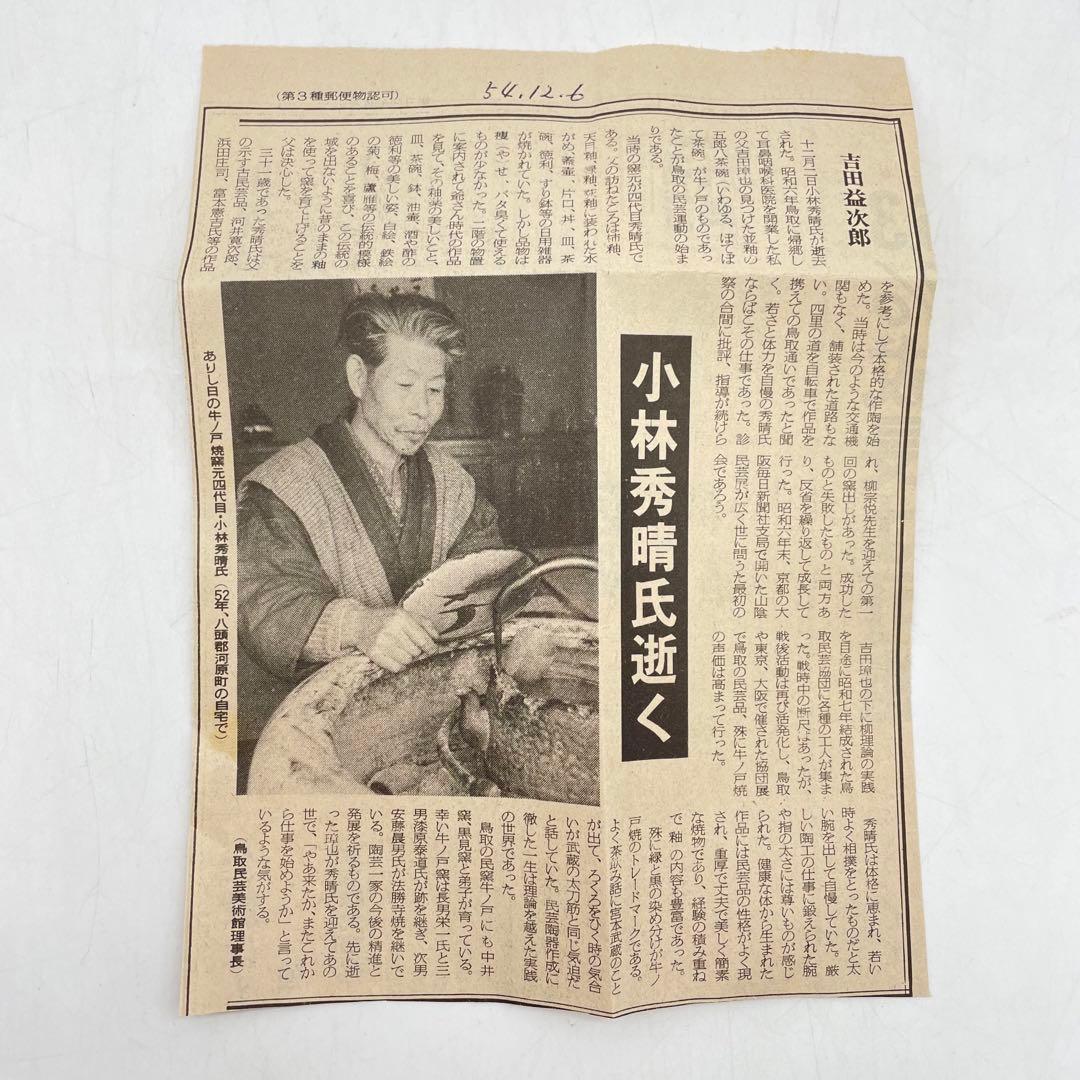 (第3種郵便物認可)
54.12.6
小林秀晴氏逝く
吉田益次郎
十二月二日小林秀晴氏が逝去
された。昭和六年鳥取に帰郷し
て耳鼻咽喉科医院を開業した私
の父吉田璋也の見つけた並釉の
五郎八茶碗(いわゆる、ぼてぼ
て茶碗)が牛ノ戸のものであっ
たことが鳥取の民芸運動の始ま
りである。
当時の窯元が四代目秀晴氏で
ある。父の訪ねたころは柿釉、
天目釉、緑釉、並釉に装われた水
がめ、蓋壷、片口、丼、皿、茶
碗、徳利、すり鉢等の日用雑器
が焼かれていた。しかし品物は
痩(やせ)、バタ臭くて使える
ものが少なかった。二階の物置
に案内されて爺さん時代の作品
を見て、その釉薬の美しいこと、
皿、茶碗、鉢、油壷、酒や酢の
徳利等の美しい姿、白絵、鉄絵
の菊、梅、蘆雁等の伝統的模様
のあることを喜び、この伝統の
城を出ないように昔のままの釉
を使って窯を育て上げることを
父は決心した。
三十一歳であった秀晴氏は父
の示す古民芸品、河井寛次郎、
浜田庄司、富本憲吉氏等の作品
を参考にして本格的な作陶を始
めた。当時は今のような交通機
関もなく、舗装された道路もな
い。四里の道を自転車で作品を
携えての鳥取通いであったと聞
く。若さと体力を自慢の秀晴氏
ならばこその仕事であった。診
察の合間に批評、指導が続けら
れ、柳宗悦先生を迎えての第一
回の窯出しがあった。成功した
ものと失敗したものと両方あ
り、反省を繰り返して成長して
行った。昭和六年末、京都の大
阪毎日新聞社支局で開いた山陰
民芸展が広く世に問うた最初の
会であろう。
吉田璋也の下に柳理論の実践
を目途に昭和七年結成された鳥
取民芸協団に各種の工人が集ま
った。戦時中の断尺はあったが、
戦後活動は再び活発化し、鳥取
や東京、大阪で催された協団展
で鳥取の民芸品、殊に牛ノ戸焼
の声価は高まって行った。
秀晴氏は体格に恵まれ、若い
時よく相撲をとったものだと太
い腕を出して自慢していた。厳
しい陶工の仕事に鍛えられた腕
や指の太さには尊いものが感じ
られた。健康な体から生まれた
作品には民芸品の性格がよく現
され、重厚で丈夫で美しく簡素
な焼物であり、経験の積み重ね
で釉の内容も豊富であった。
殊に緑と黒の染め分けが牛ノ
戸焼のトレードマークである。
よく茶飲み話に宮本武蔵のこと
が出て、ろくろをひく時の気合
いが武蔵の太刀筋と同じ気迫だ
と話していた。民芸陶器作成に
徹した一生は理論を越えた実践
の世界であった。
鳥取の民窯牛ノ戸にも中井
窯、黒見窯と弟子が育っている。
幸い牛ノ戸窯は長男栄一氏と三
男漆原泰道氏が跡を継ぎ、次男
安藤晨男氏が法勝寺焼を継いで
いる。陶芸一家の今後の精進と
発展を祈るものである。先に逝
った璋也が秀晴氏を迎えてあの
世で、「やあ来たか、またこれか
ら仕事を始めようか」と言って
いるような気がする。
(鳥取民芸美術館理事長)
ありし日の牛ノ戸焼窯元四代目・小林秀晴氏(52年、八頭郡河原町の自宅で)